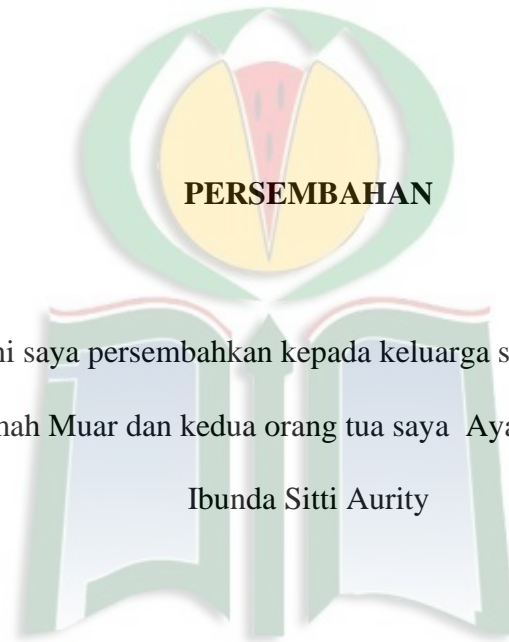 PERSEMBAHAN
ni saya persembahkan kepada keluarga s
nah Muar dan kedua orang tua saya Aya
Ibunda Sitti Aurity